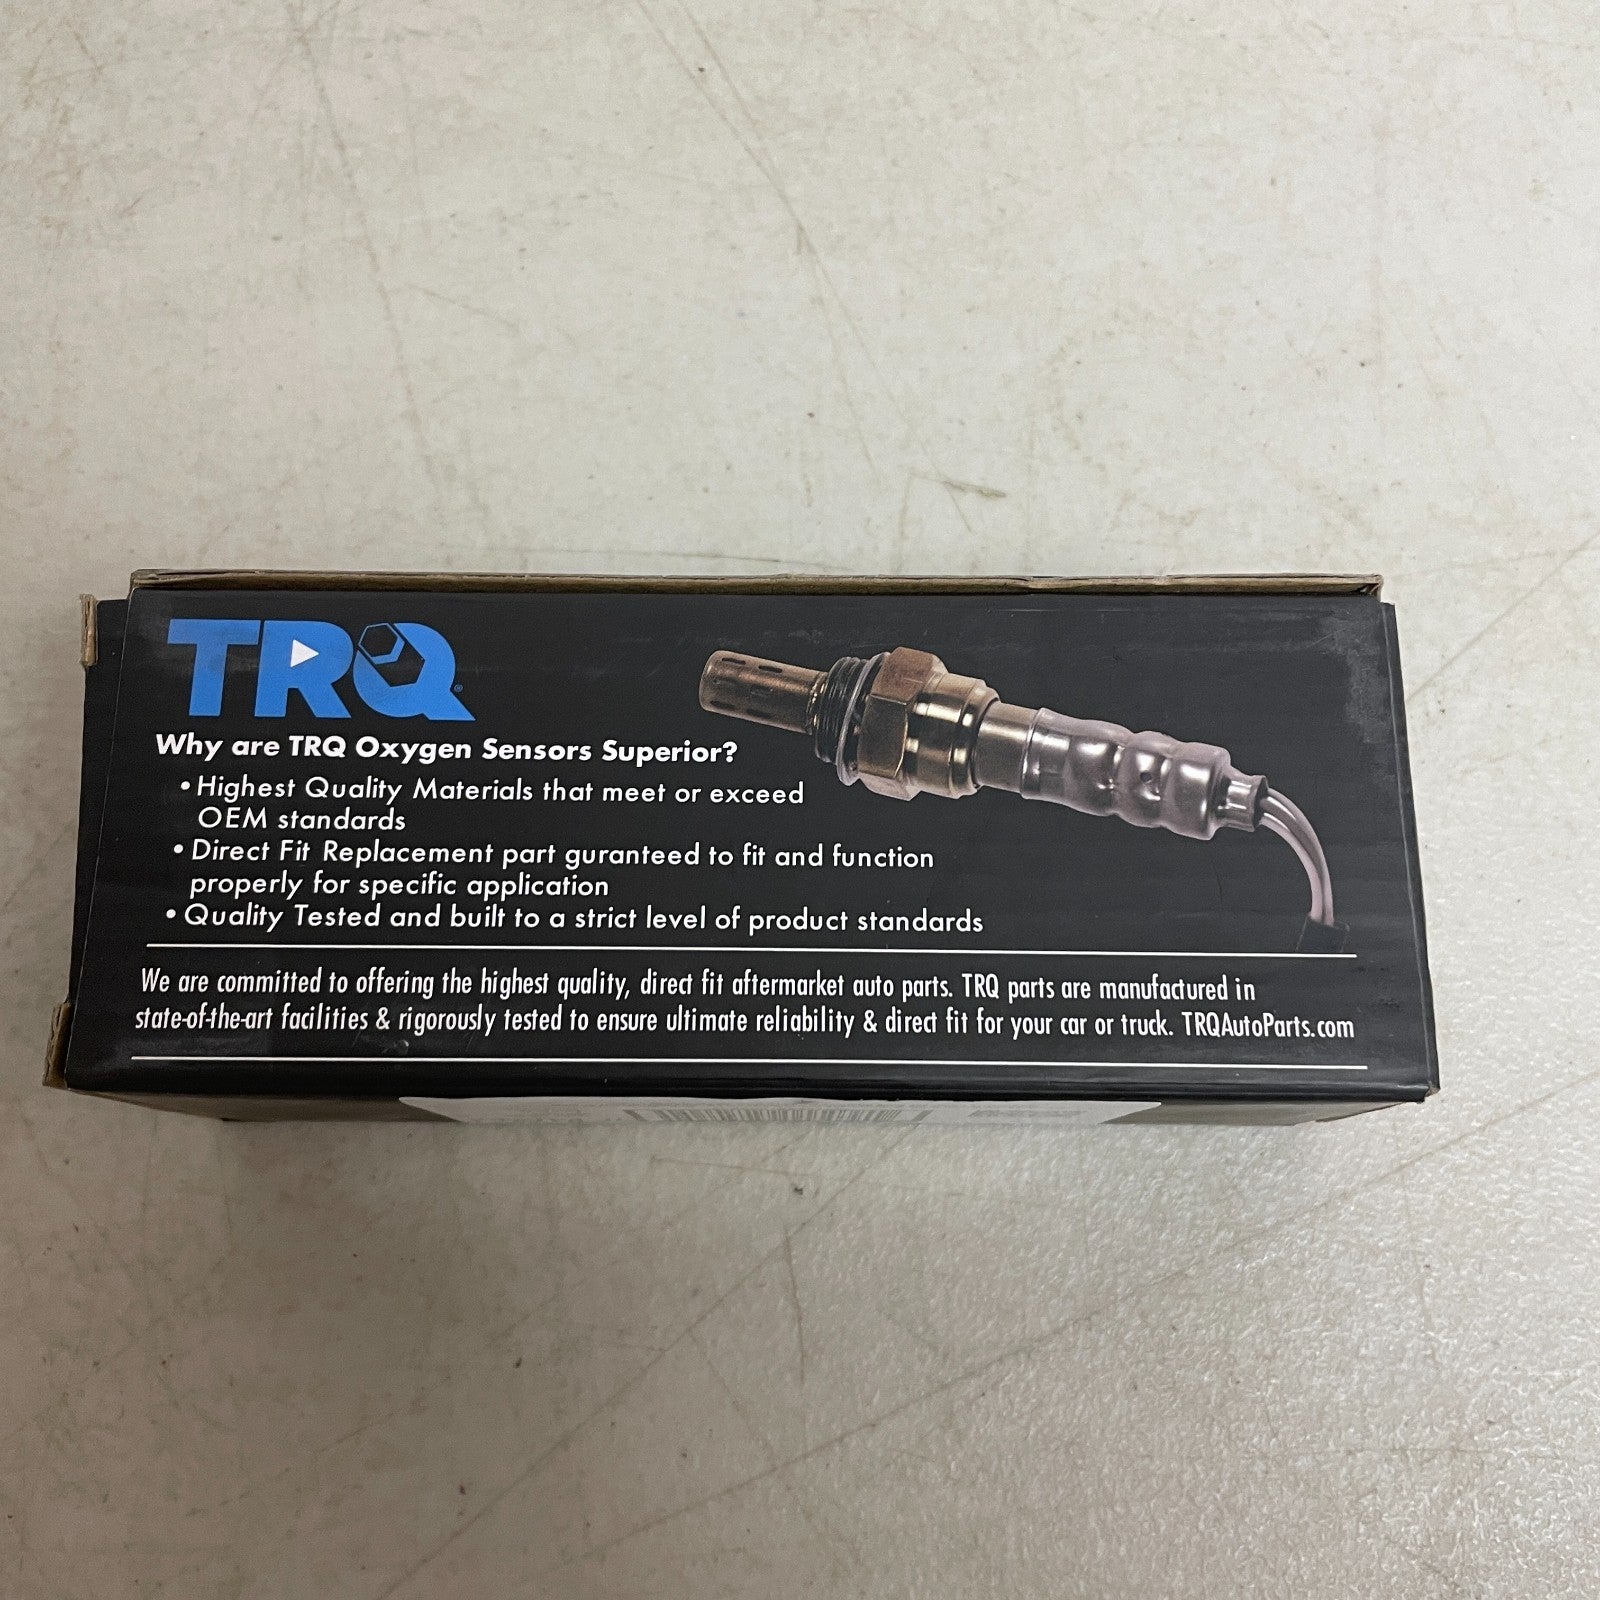 TRQ
Why are TRQ Oxygen Sensors Superior?
• Highest Quality Materials that meet or exceed
OEM standards
• Direct Fit Replacement part guranteed to fit and function
properly for specific application
• Quality Tested and built to a strict level of product standards
We are committed to offering the highest quality, direct fit aftermarket auto parts. TRQ parts are manufactured in
state-of-the-art facilities & rigorously tested to ensure ultimate reliability & direct fit for your car or truck. TRQAutoParts.com